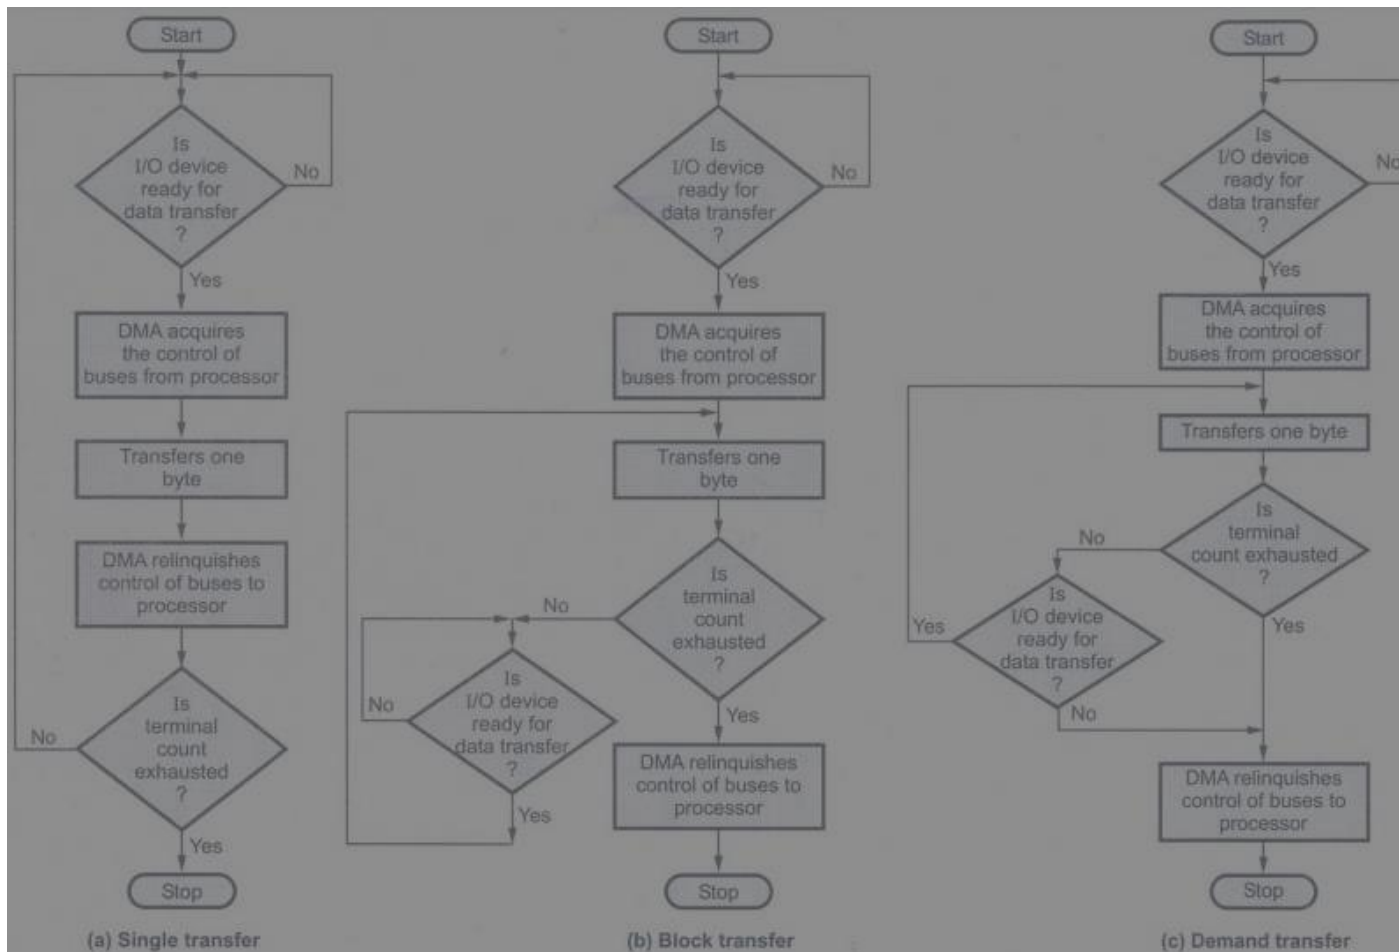 Start
Is
I/O device
ready for
data transfer
?
No
Yes
DMA acquires
the control of
buses from processor
Transfers one
byte
DMA relinquishes
control of buses to
processor
Is
terminal
count
exhausted
?
No
Yes
Stop
(a) Single transfer
Start
Is
I/O device
ready for
data transfer
?
No
Yes
DMA acquires
the control of
buses from processor
Transfers one
byte
Is
terminal
count
exhausted
?
No
Is
I/O device
ready for
data transfer
?
No
Yes
Yes
DMA relinquishes
control of buses to
processor
Stop
(b) Block transfer
Start
Is
I/O device
ready for
data transfer
?
No
Yes
DMA acquires
the control of
buses from processor
Transfers one byte
Is
terminal
count exhausted
?
No
Is
I/O device
ready for
data transfer
?
Yes
No
Yes
DMA relinquishes
control of buses to
processor
Stop
(c) Demand transfer